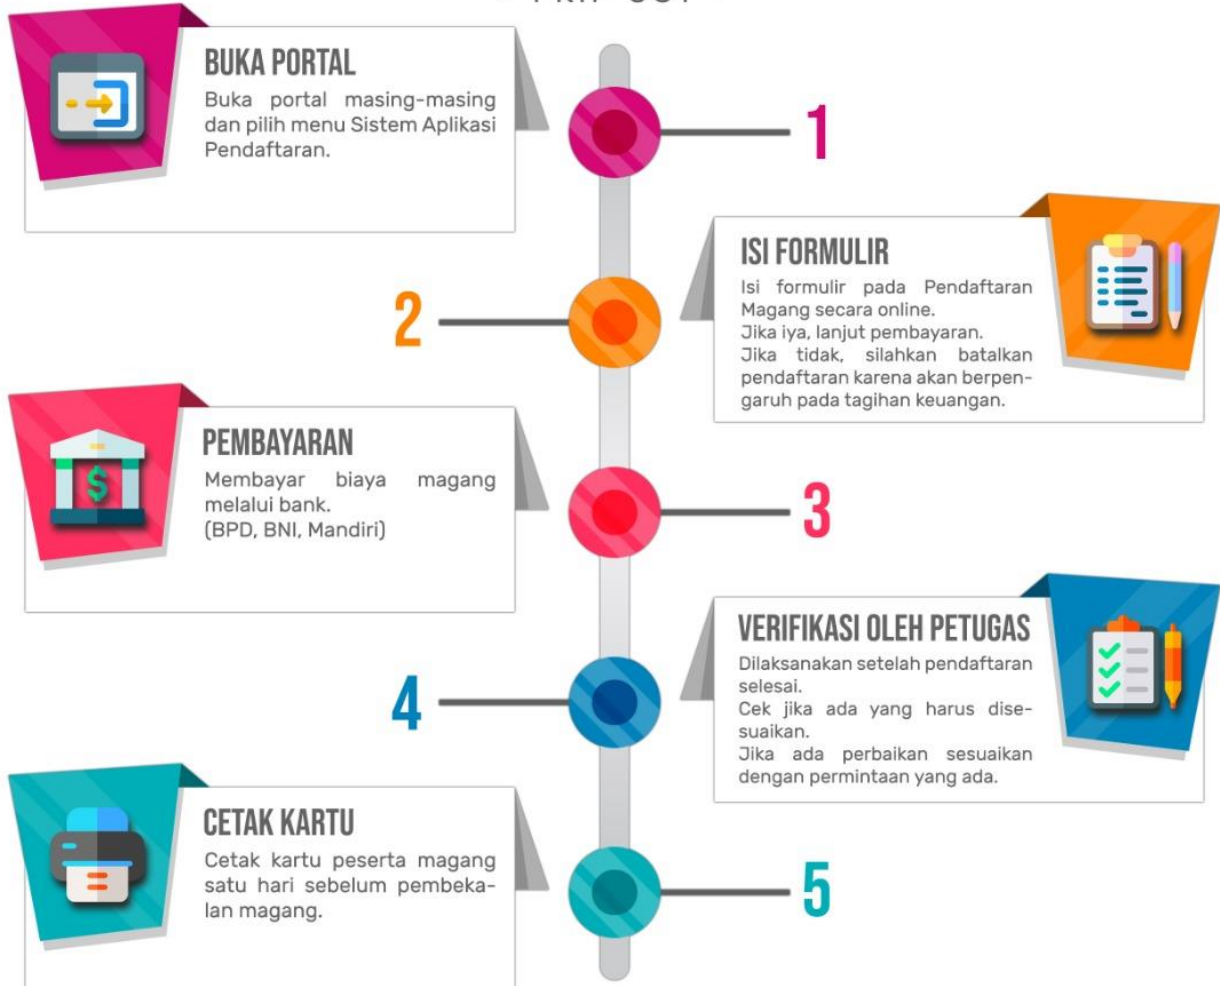 BUKA PORTAL
Buka portal masing-masing
dan pilih menu Sistem Aplikasi
Pendaftaran.
1
ISI FORMULIR
Isi formulir pada Pendaftaran
Magang secara online.
Jika iya, lanjut pembayaran.
Jika tidak, silahkan batalkan
pendaftaran karena akan berpen-
garuh pada tagihan keuangan.
2
PEMBAYARAN
Membayar biaya magang
melalui bank.
(BPD, BNI, Mandiri)
3
VERIFIKASI OLEH PETUGAS
Dilaksanakan setelah pendaftaran
selesai.
Cek jika ada yang harus dise-
suaikan.
Jika ada perbaikan sesuaikan
dengan permintaan yang ada.
4
CETAK KARTU
Cetak kartu peserta magang
satu hari sebelum pembeka-
lan magang.
5